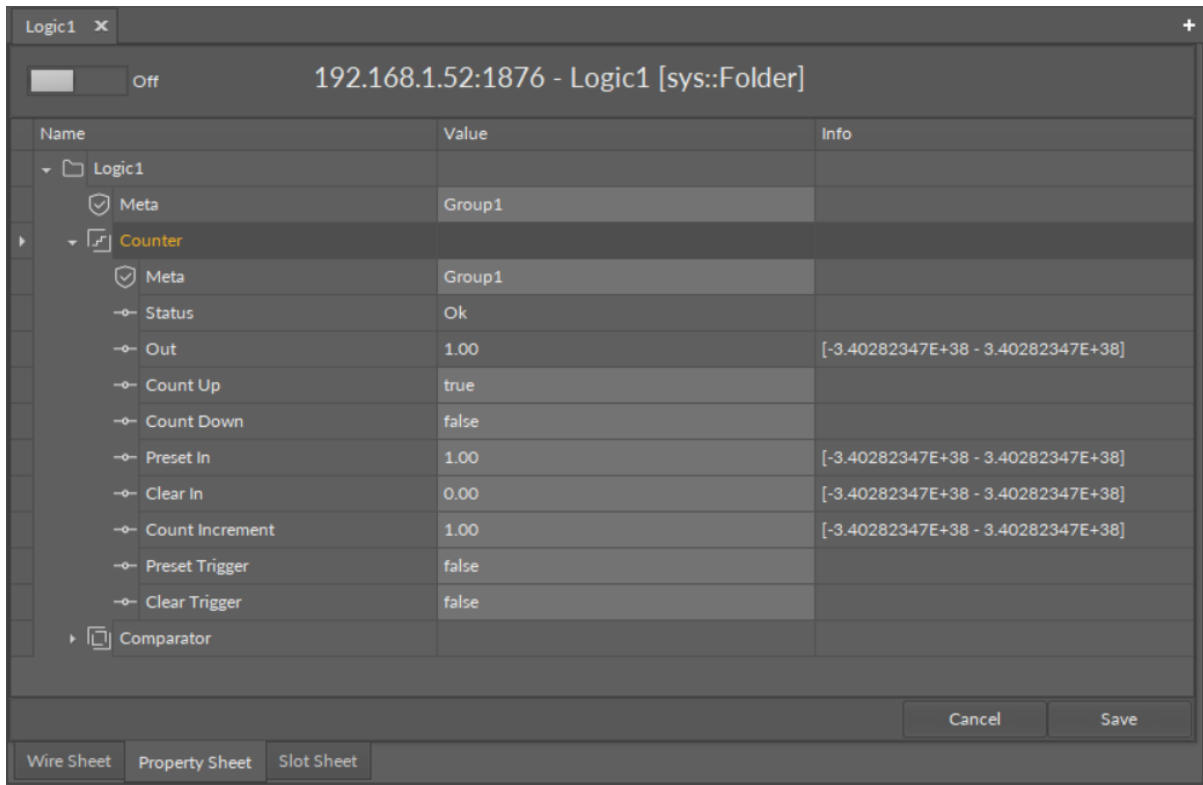 Logic1
Off 192.168.1.52:1876 - Logic1 [sys::Folder]
Name Value Info
Logic1
Meta Group1
Counter
Meta Group1
Status Ok
Out 1.00 [-3.40282347E+38 - 3.40282347E+38]
Count Up true
Count Down false
Preset In 1.00 [-3.40282347E+38 - 3.40282347E+38]
Clear In 0.00 [-3.40282347E+38 - 3.40282347E+38]
Count Increment 1.00 [-3.40282347E+38 - 3.40282347E+38]
Preset Trigger false
Clear Trigger false
Comparator
Cancel Save
Wire Sheet Property Sheet Slot Sheet